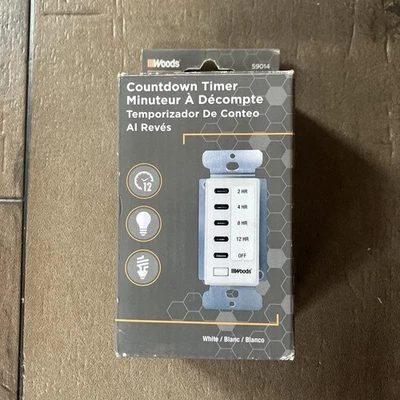 Woods
59014
Countdown Timer
Minuteur À Décompte
Temporizador De Conteo
Al Revés
12
2 HR
4 HR
8 HR
12 HR
OFF
Woods
White / Blanc / Blanco